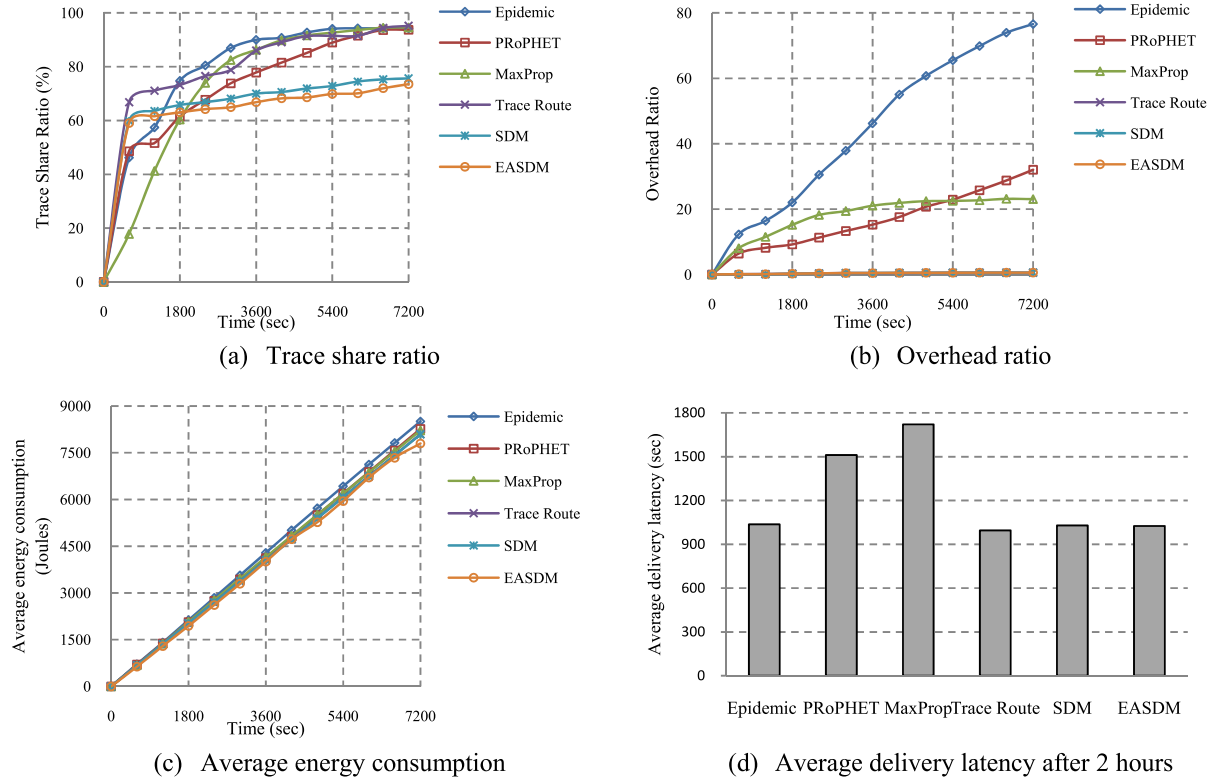 Trace Share Ratio (%)
100
80
60
40
20
0
0 1800 3600 5400 7200
Time (sec)
Epidemic
PRoPHET
MaxProp
Trace Route
SDM
EASDM
(a) Trace share ratio
Overhead Ratio
80
60
40
20
0
0 1800 3600 5400 7200
Time (sec)
Epidemic
PRoPHET
MaxProp
Trace Route
SDM
EASDM
(b) Overhead ratio
Average energy consumption
(Joules)
9000
7500
6000
4500
3000
1500
0
0 1800 3600 5400 7200
Time (sec)
Epidemic
PRoPHET
MaxProp
Trace Route
SDM
EASDM
(c) Average energy consumption
Average delivery latency (sec)
1800
1500
1200
900
600
300
0
Epidemic PRoPHET MaxProp Trace Route SDM EASDM
(d) Average delivery latency after 2 hours